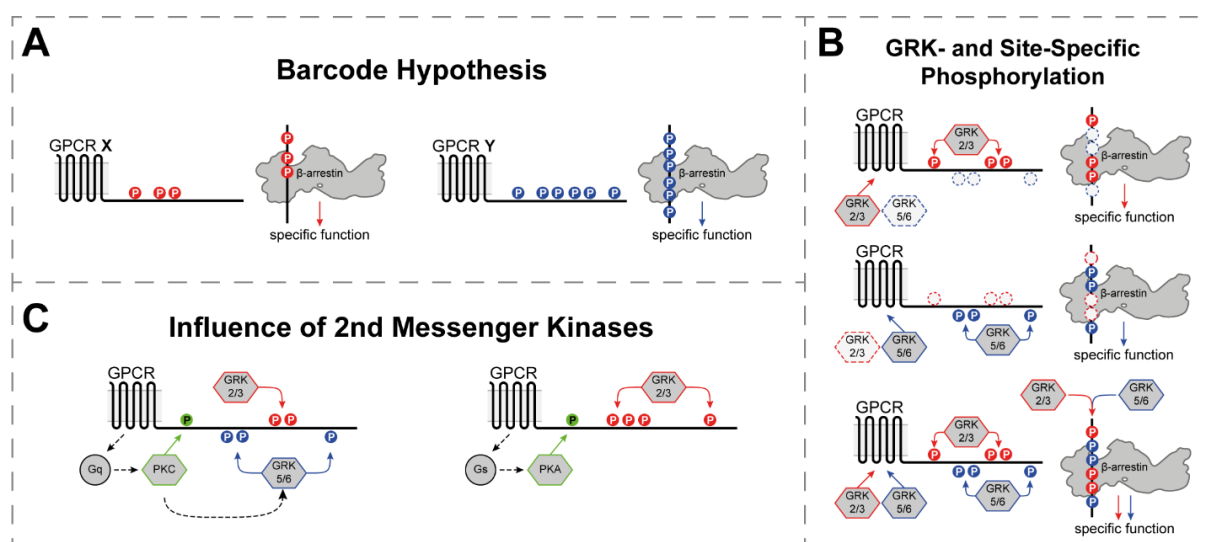 A
Barcode Hypothesis
GPCR X
P P P
P
P
P
β-arrestin
specific function
GPCR Y
P P P P P P
P
P
P
P
P
P
β-arrestin
specific function
B
GRK- and Site-Specific
Phosphorylation
GPCR
GRK
2/3
P P P
GRK
2/3
GRK
5/6
P
P
P
β-arrestin
specific function
GPCR
P P P
GRK
5/6
GRK
2/3
GRK
5/6
P
P
P
β-arrestin
specific function
GPCR
GRK
2/3
P P P
P P P
GRK
5/6
GRK
2/3
GRK
5/6
GRK
2/3
GRK
5/6
P
P
P
P
P
P
β-arrestin
specific function
C
Influence of 2nd Messenger Kinases
GPCR
GRK
2/3
P P P
P P P
Gq
PKC
GRK
5/6
GPCR
GRK
2/3
P P P P P
Gs
PKA